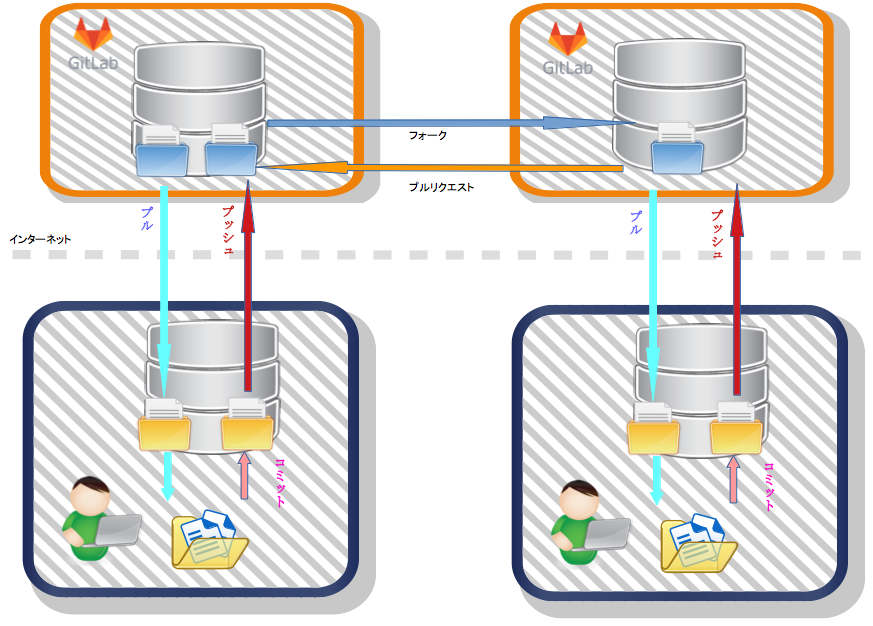 GitLab
GitLab
フォーク
プルリクエスト
プル
プッシュ
プル
プッシュ
インターネット
コミット
コミット